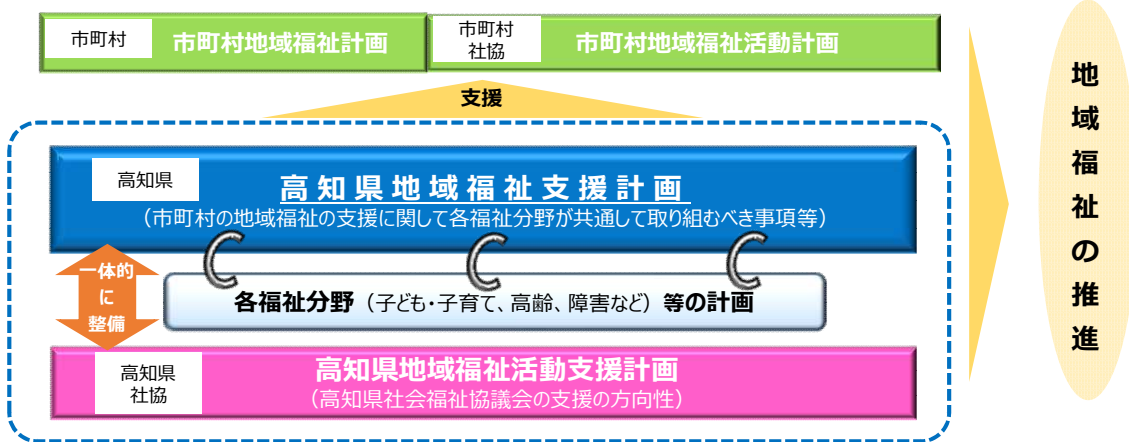 市町村
市町村地域福祉計画
市町村
社協
市町村地域福祉活動計画
支援
高知県
高知県地域福祉支援計画
（市町村の地域福祉の支援に関して各福祉分野が共通して取り組むべき事項等）
一体的
に
整備
各福祉分野（子ども・子育て、高齢、障害など）等の計画
高知県
社協
高知県地域福祉活動支援計画
（高知県社会福祉協議会の支援の方向性）
地域福祉の推進